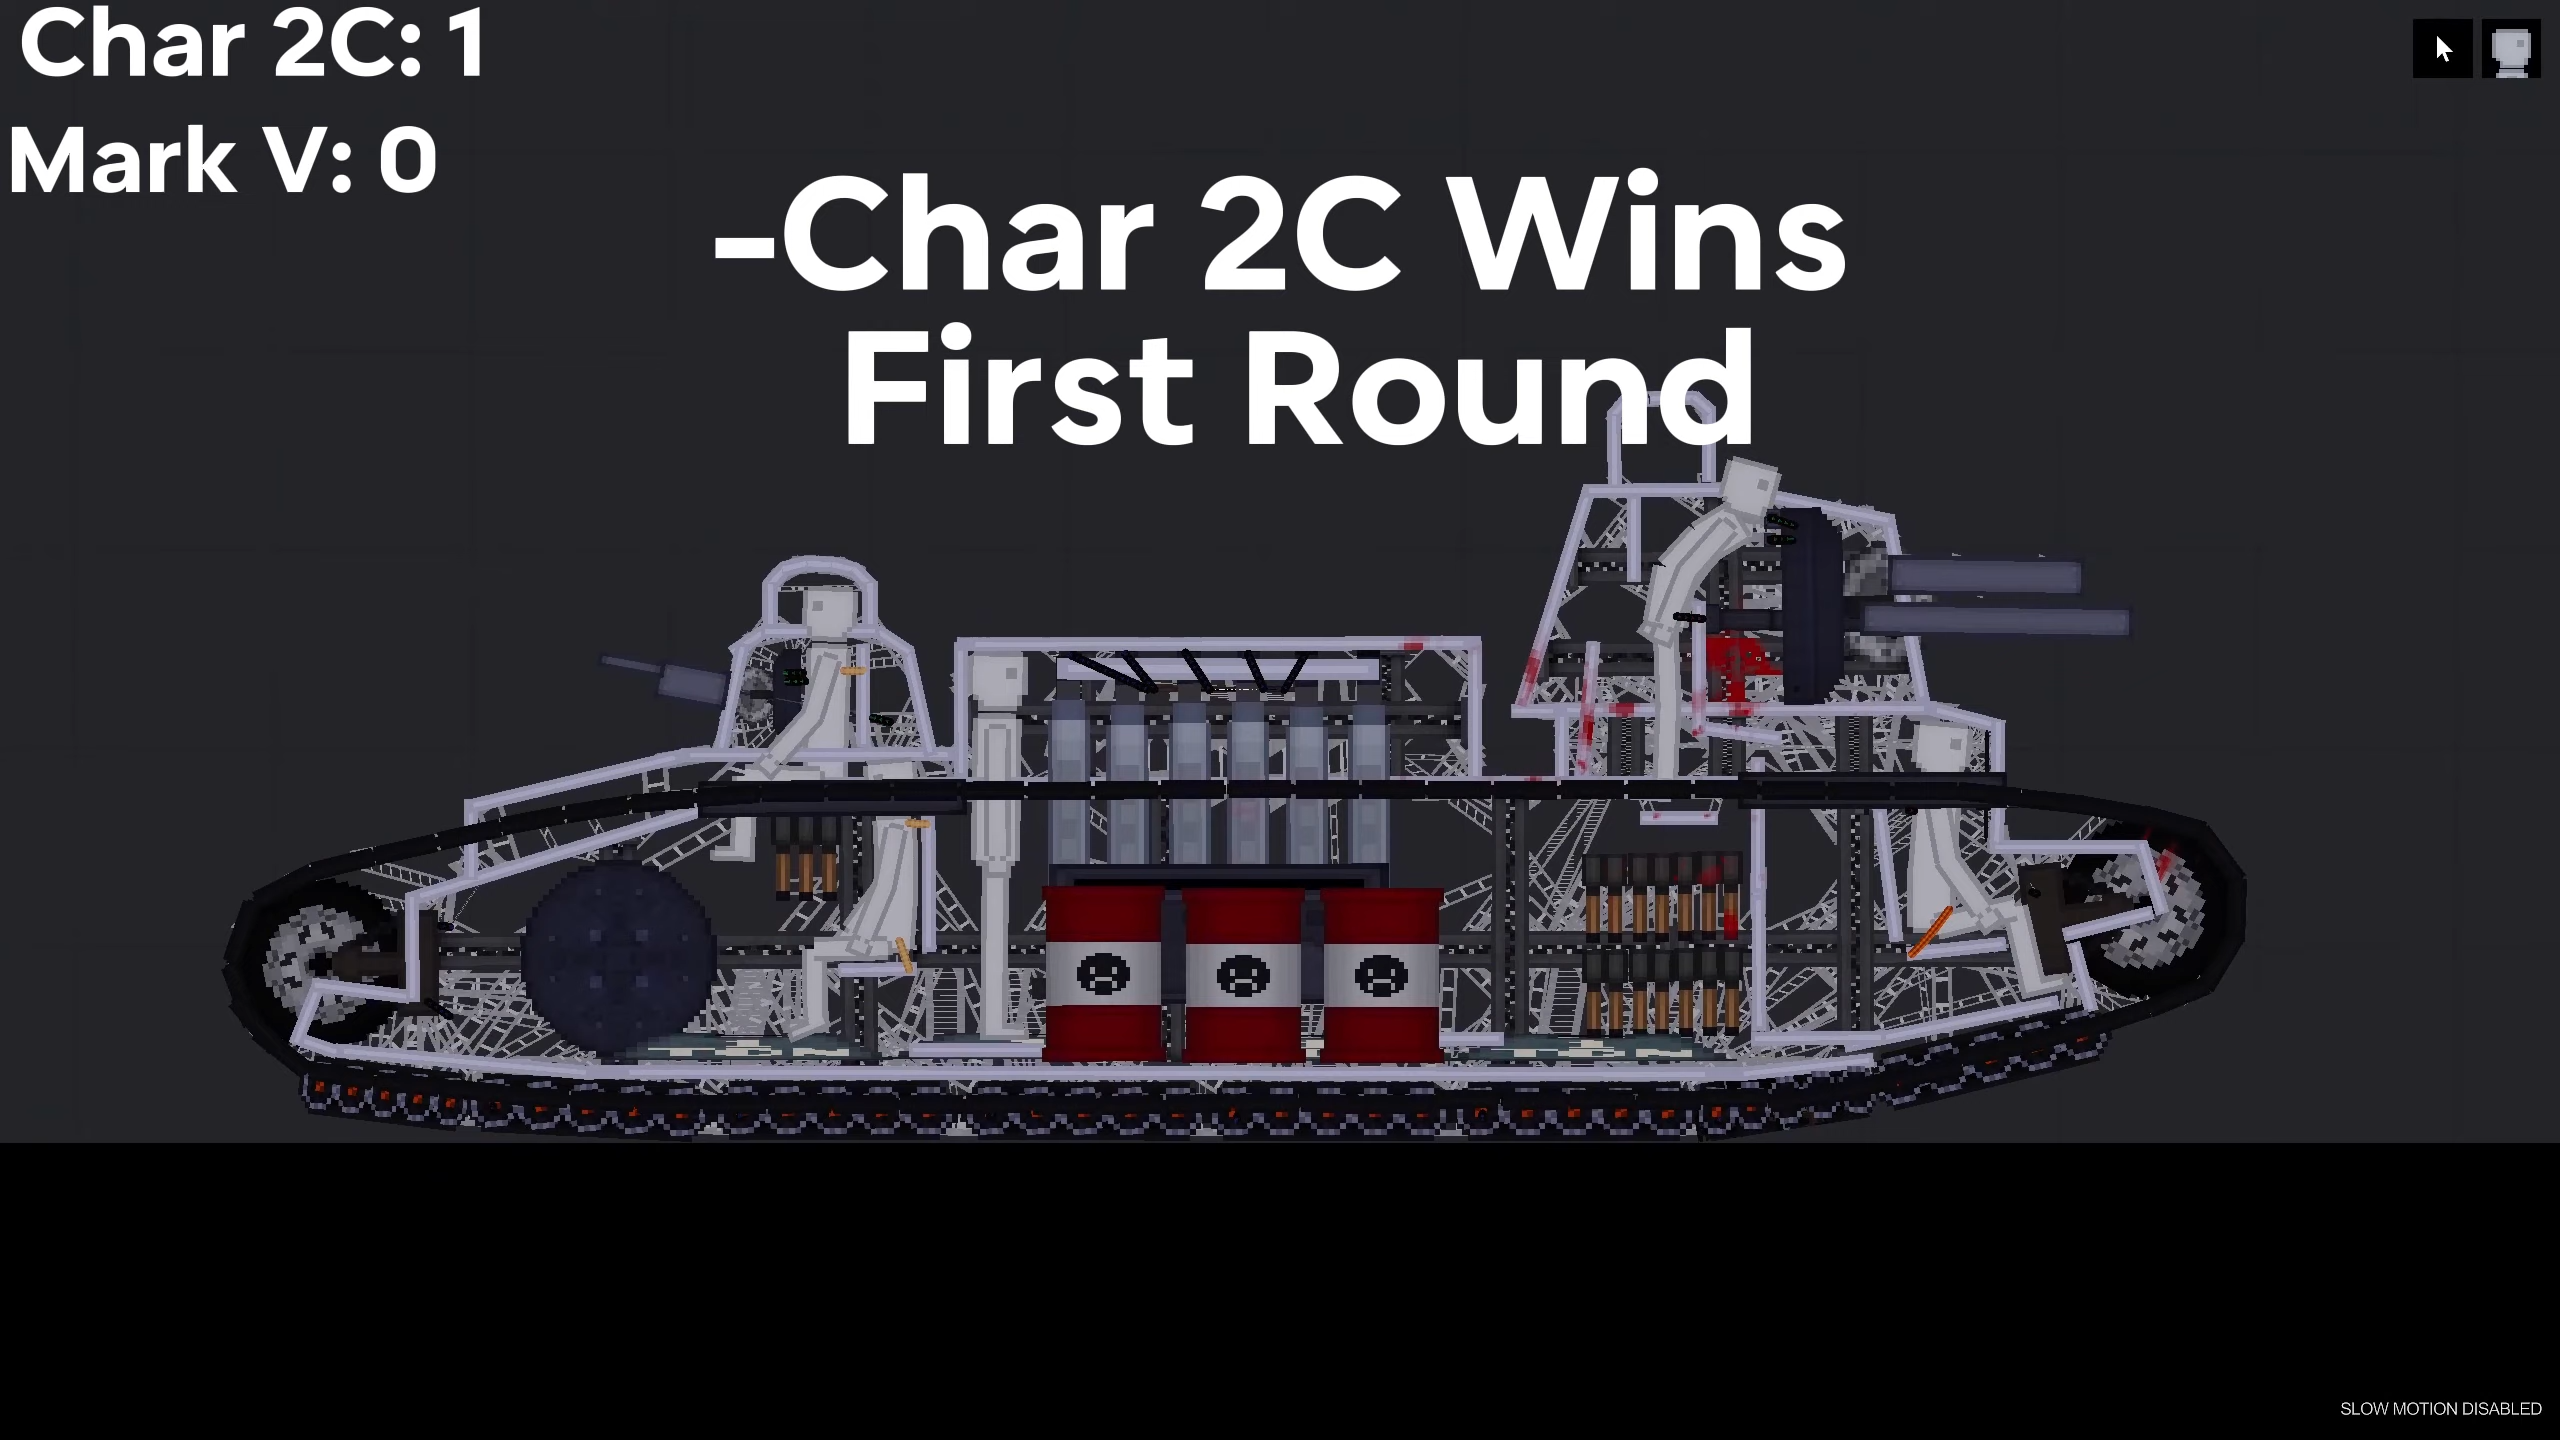 Char 2C: 1
Mark V: 0
-Char 2C Wins
First Round
SLOW MOTION DISABLED